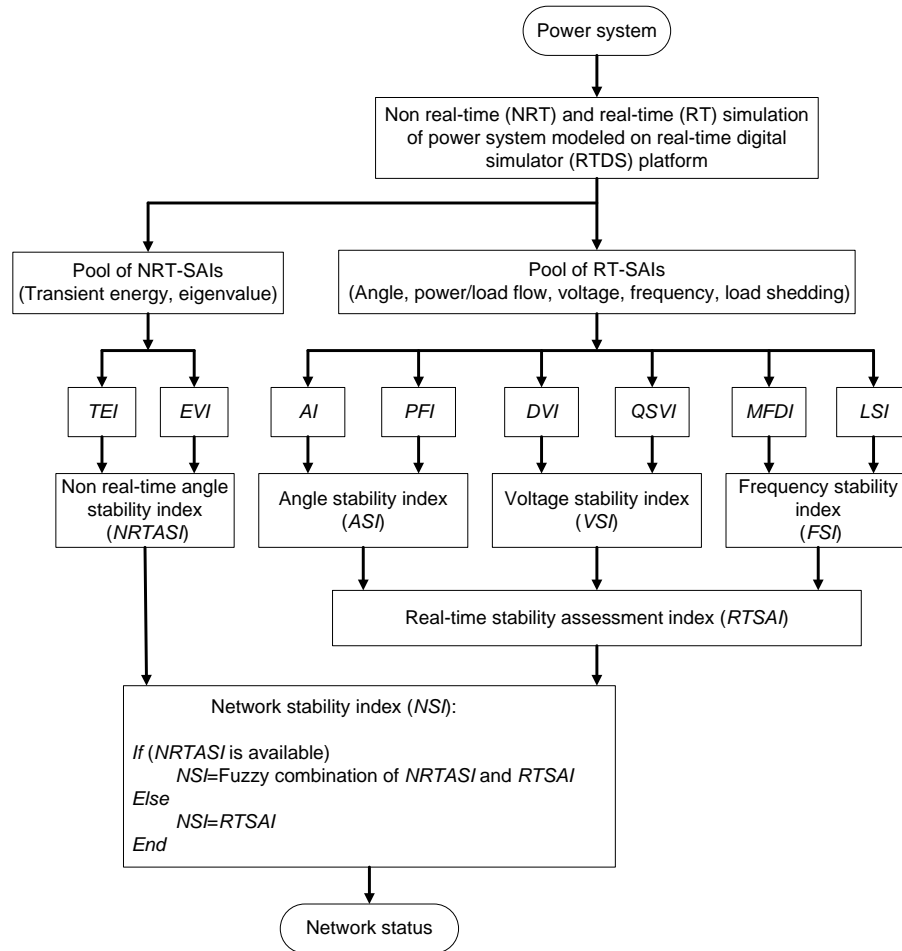 Power system
Non real-time (NRT) and real-time (RT) simulation
of power system modeled on real-time digital
simulator (RTDS) platform
Pool of NRT-SAIs
(Transient energy, eigenvalue)
Pool of RT-SAIs
(Angle, power/load flow, voltage, frequency, load shedding)
TEI
EVI
AI
PFI
DVI
QSVI
MFDI
LSI
Non real-time angle
stability index
(NRTASI)
Angle stability index
(ASI)
Voltage stability index
(VSI)
Frequency stability
index
(FSI)
Real-time stability assessment index (RTSAI)
Network stability index (NSI):
If (NRTASI is available)
NSI=Fuzzy combination of NRTASI and RTSAI
Else
NSI=RTSAI
End
Network status